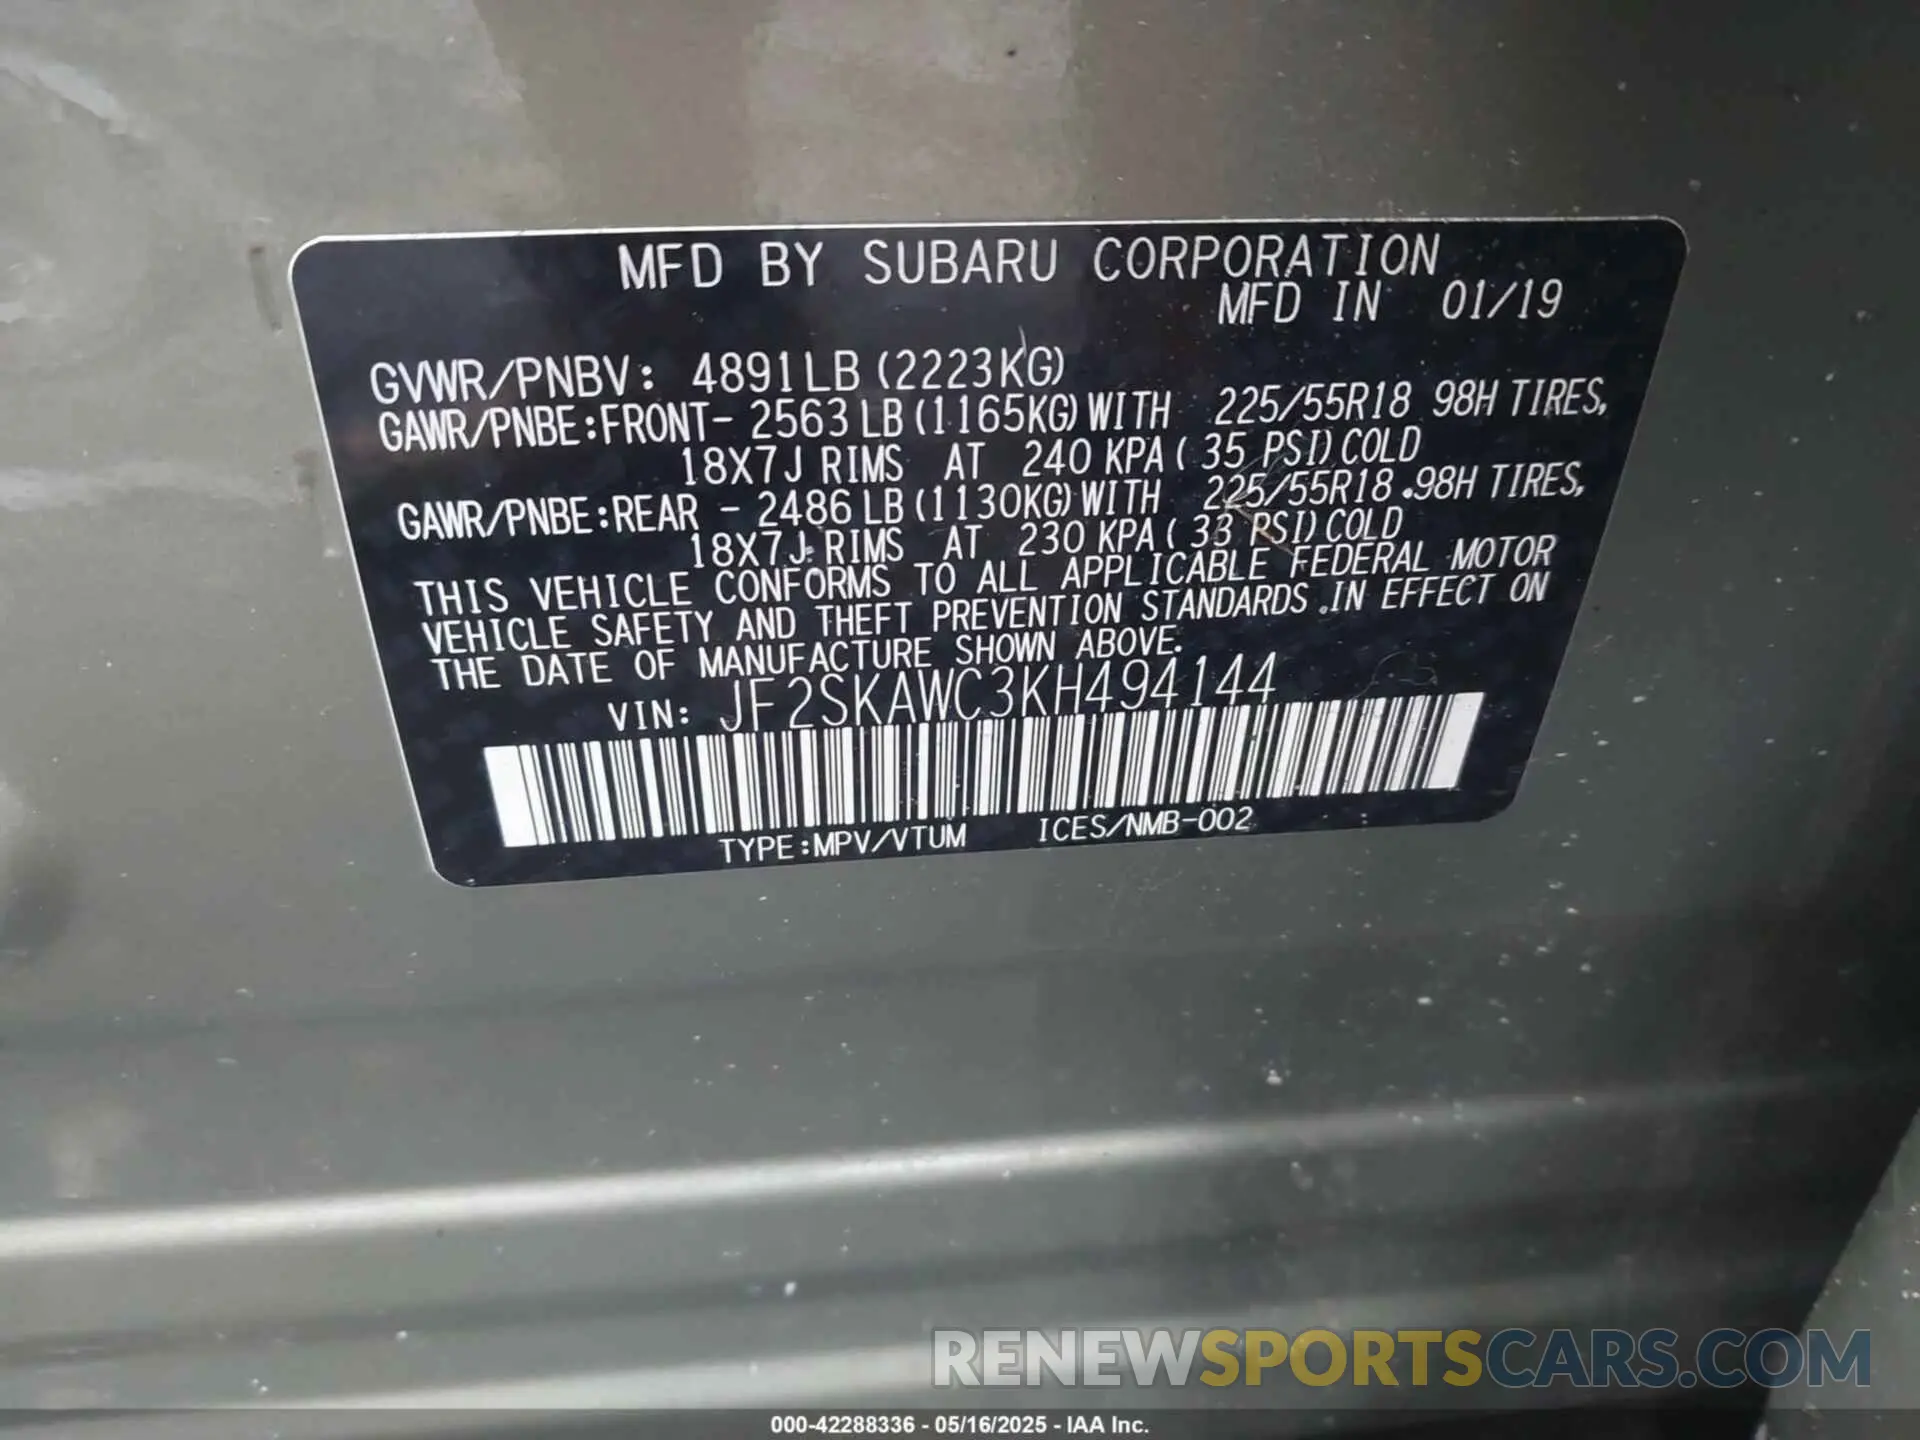 MFD BY SUBARU CORPORATION
MFD IN 01/19
GVWR/PNBV: 4891LB (2223KG)
GAWR/PNBE:FRONT- 2563 LB (1165KG) WITH 225/55R18 98H TIRES,
18X7J RIMS AT 240 KPA ( 35 PSI) COLD
GAWR/PNBE:REAR - 2486 LB (1130KG) WITH 225/55R18 98H TIRES,
18X7J RIMS AT 230 KPA ( 33 PSI) COLD
THIS VEHICLE CONFORMS TO ALL APPLICABLE FEDERAL MOTOR
VEHICLE SAFETY AND THEFT PREVENTION STANDARDS IN EFFECT ON
THE DATE OF MANUFACTURE SHOWN ABOVE.
VIN: JF2SKAWC3KH494144
TYPE:MPV/VTUM ICES/NMB-002
RENEWSPORTSCARS.COM
000-42288336 - 05/16/2025 - IAA Inc.